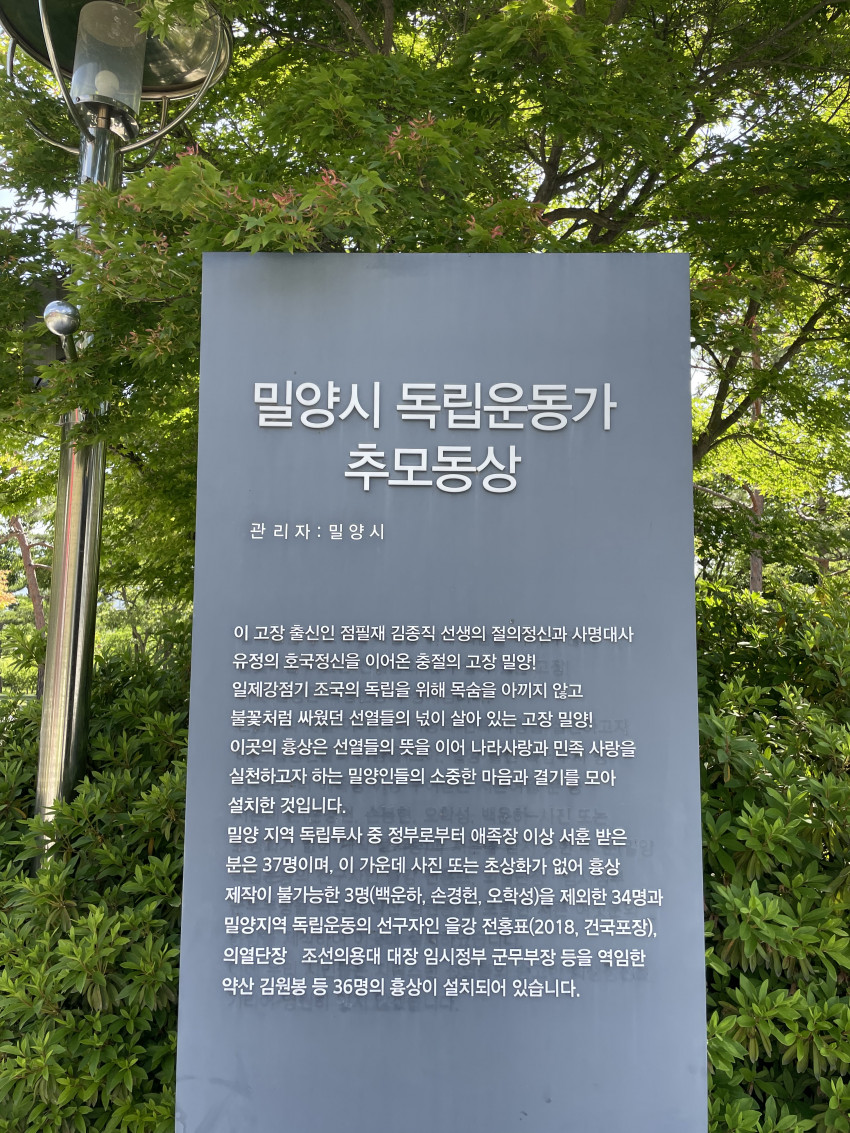 밀양시 독립운동가
추모동상
관 리 자 : 밀 양 시
이 고장 출신인 점필재 김종직 선생의 절의정신과 사명대사
유정의 호국정신을 이어온 충절의 고장 밀양!
일제강점기 조국의 독립을 위해 목숨을 아끼지 않고
불꽃처럼 싸웠던 선열들의 넋이 살아 있는 고장 밀양!
이곳의 흉상은 선열들의 뜻을 이어 나라사랑과 민족 사랑을
실천하고자 하는 밀양인들의 소중한 마음과 결기를 모아
설치한 것입니다.
밀양 지역 독립투사 중 정부로부터 애족장 이상 서훈 받은
분은 37명이며, 이 가운데 사진 또는 초상화가 없어 흉상
제작이 불가능한 3명(백운하, 손경헌, 오학성)을 제외한 34명과
밀양지역 독립운동의 선구자인 을강 전홍표(2018, 건국포장),
의열단장 조선의용대 대장 임시정부 군무부장 등을 역임한
약산 김원봉 등 36명의 흉상이 설치되어 있습니다.